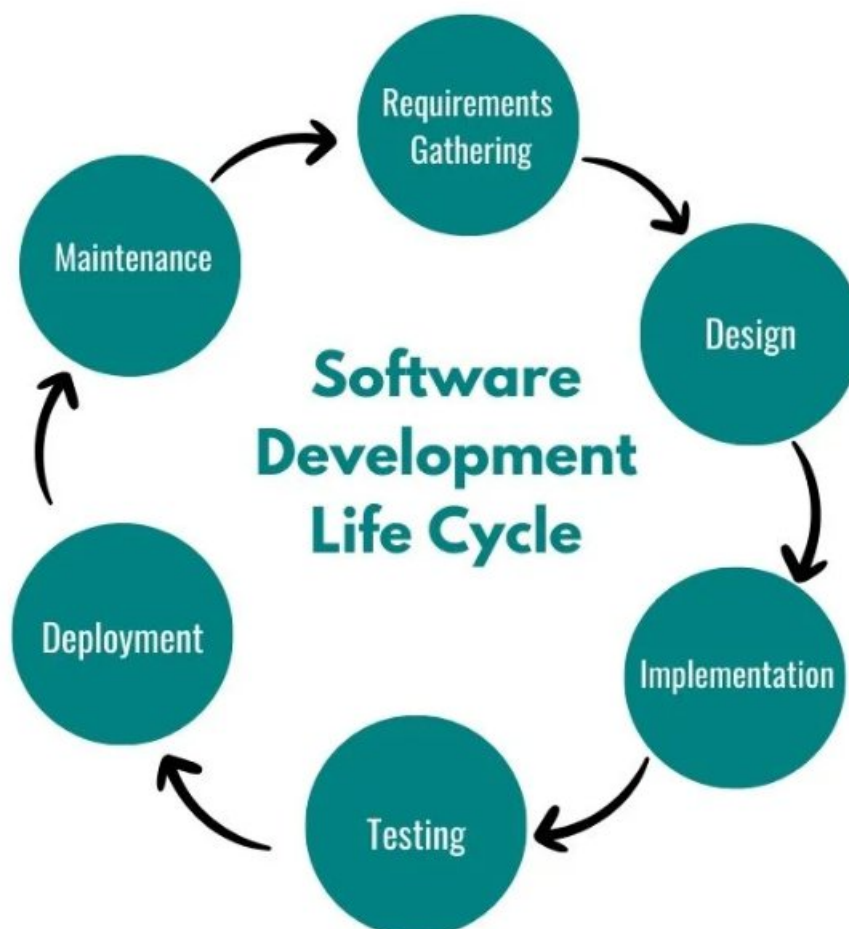 Requirements
Gathering
Maintenance
Design
Software
Development
Life Cycle
Deployment
Implementation
Testing